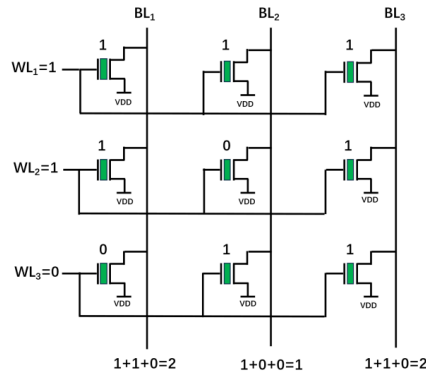 BL₁ BL₂ BL₃
1 1 1
WL₁=1
VDD VDD VDD
1 0 1
WL₂=1
VDD VDD VDD
0 1 1
WL₃=0
VDD VDD VDD
1+1+0=2 1+0+0=1 1+1+0=2